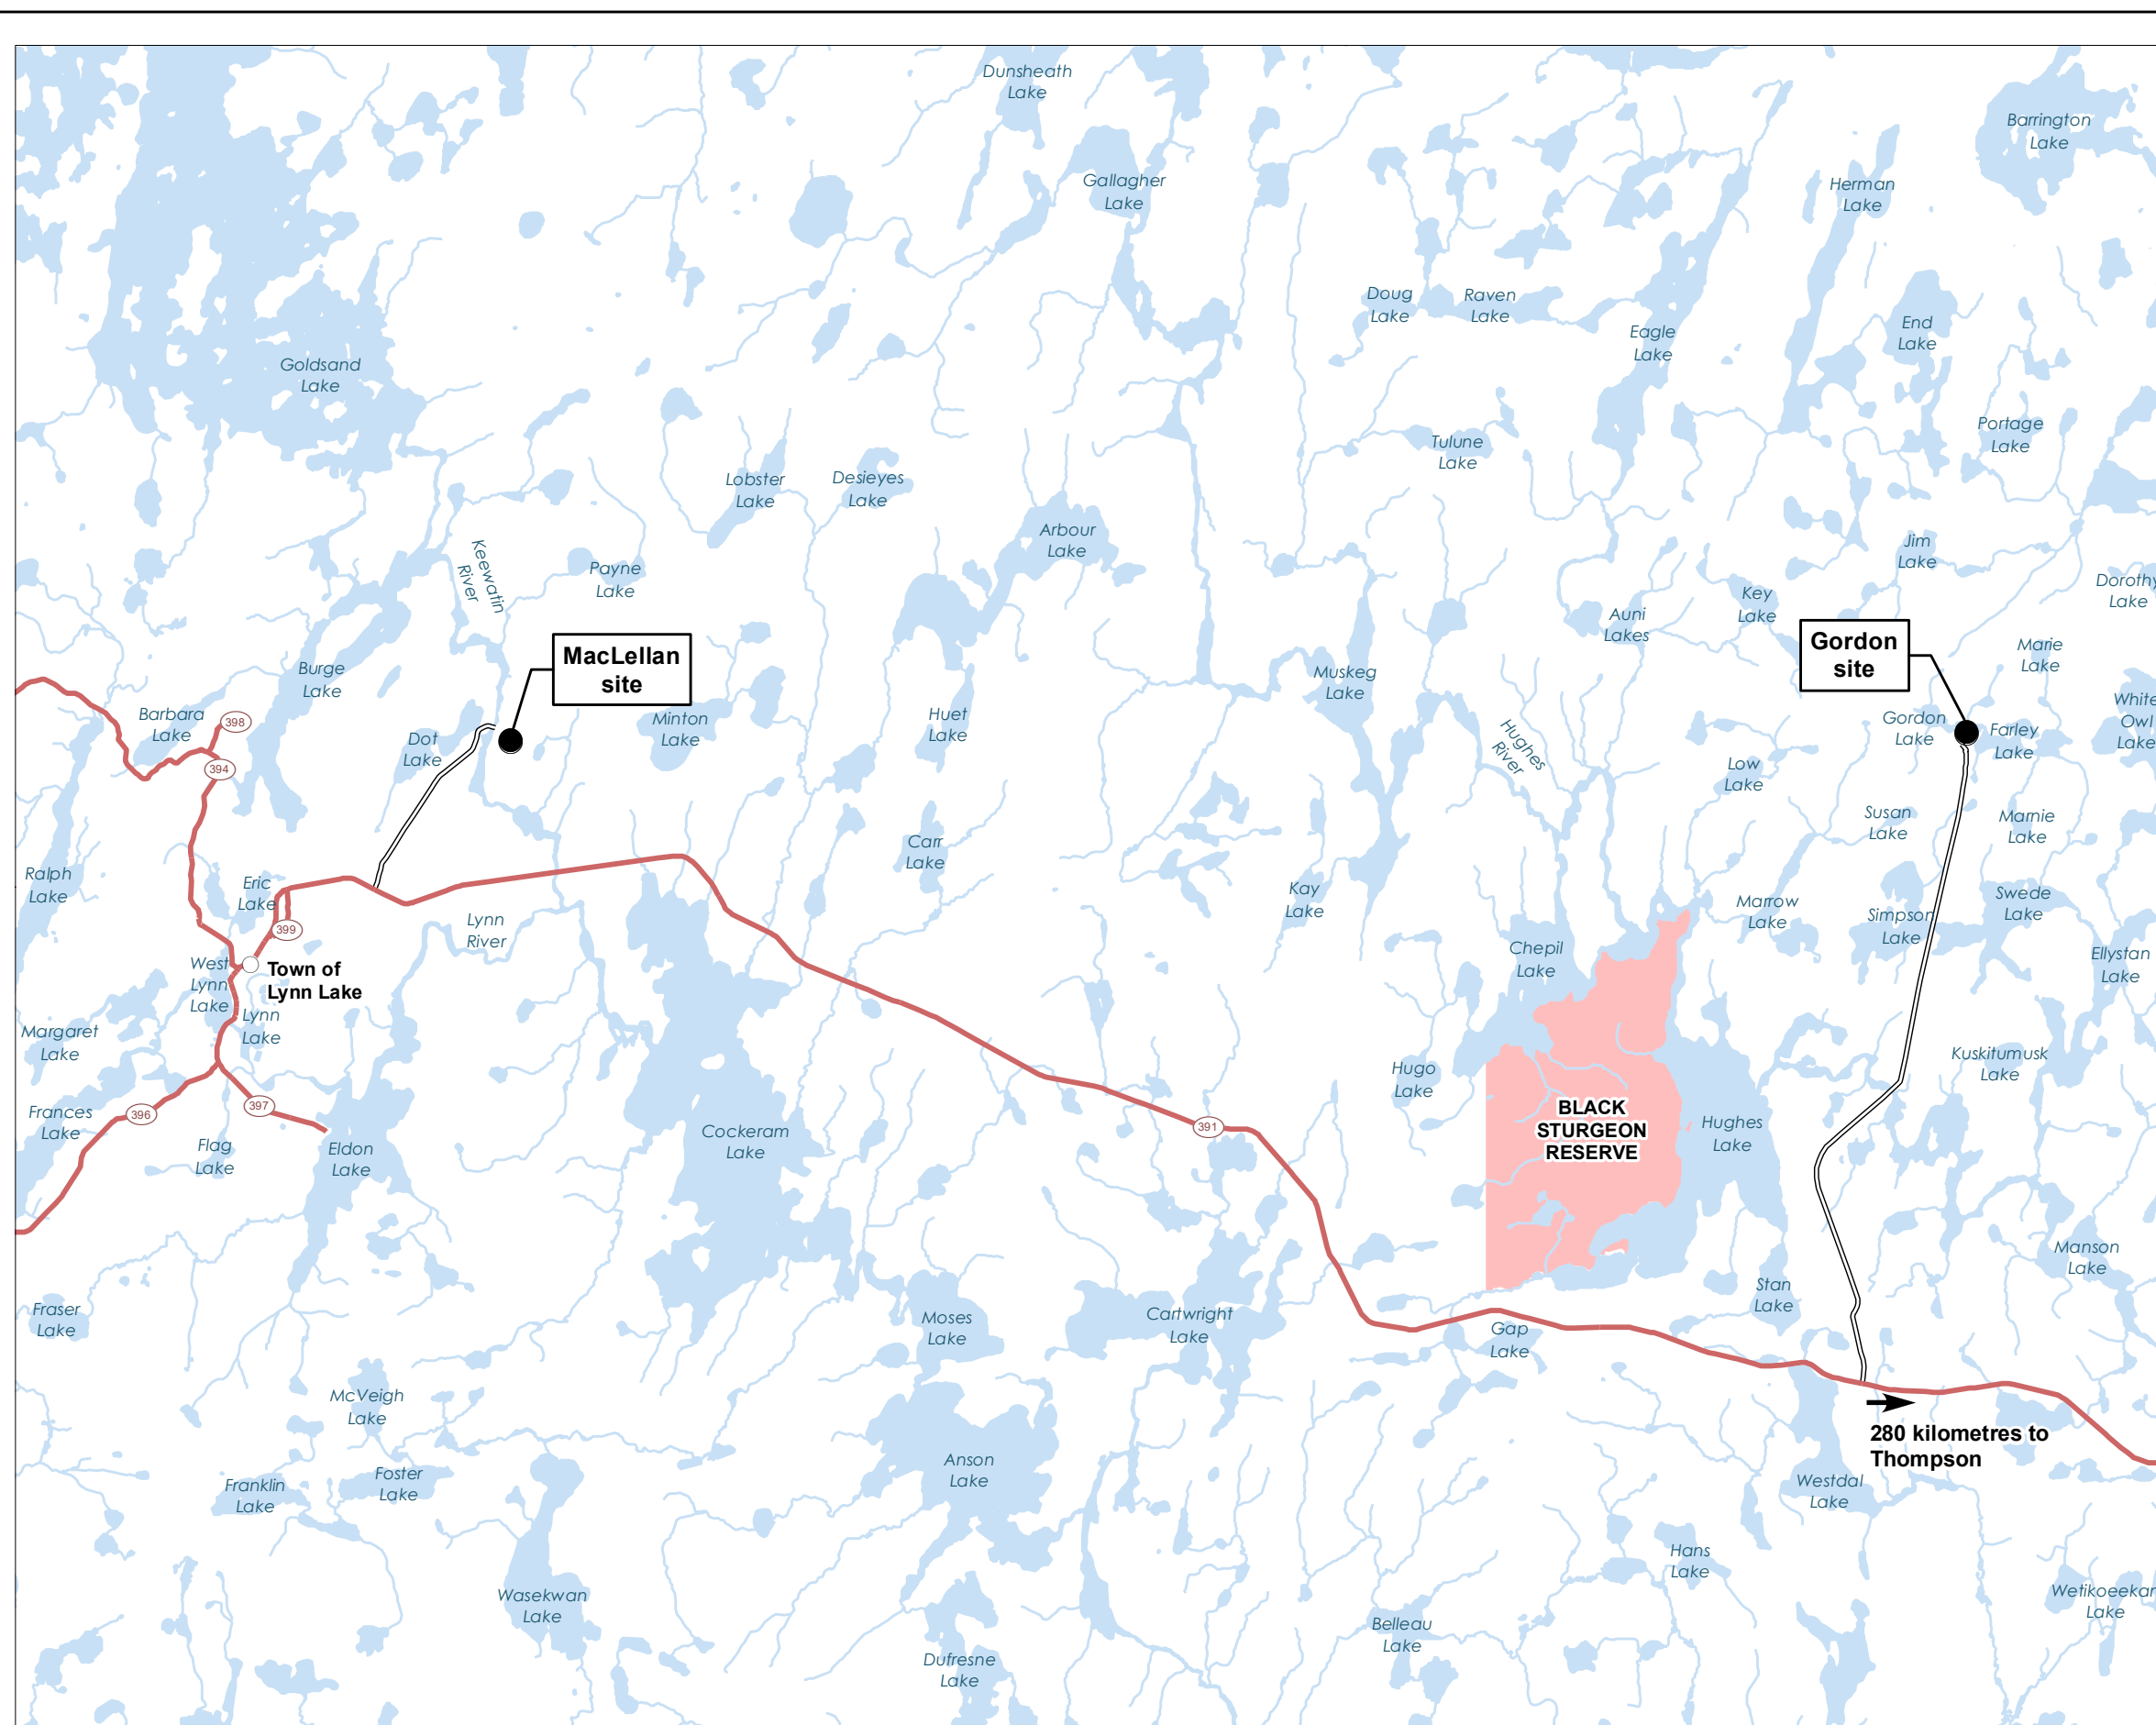 Dunsheath
Lake
Barrington
Lake
Gallagher
Lake
Herman
Lake
Doug
Lake
Raven
Lake
Eagle
Lake
End
Lake
Goldsand
Lake
Portage
Lake
Tulune
Lake
Lobster
Lake
Desieyes
Lake
Arbour
Lake
Jim
Lake
Keewatin
River
Payne
Lake
Dorothy
Lake
Key
Lake
Auni
Lakes
MacLellan
site
Gordon
site
Marie
Lake
Burge
Lake
Muskeg
Lake
White
Owl
Lake
Barbara
Lake
398
Minton
Lake
Huet
Lake
Gordon
Lake
Farley
Lake
Dot
Lake
Hughes
River
394
Low
Lake
Susan
Lake
Marnie
Lake
Carr
Lake
Ralph
Lake
Eric
Lake
Kay
Lake
Marrow
Lake
Simpson
Lake
Swede
Lake
399
Lynn
River
Chepil
Lake
Ellystan
Lake
West
Lynn
Lake
Town of
Lynn Lake
Lynn
Lake
Margaret
Lake
Kuskitumusk
Lake
Hugo
Lake
Frances
Lake
396
397
BLACK
STURGEON
RESERVE
Hughes
Lake
391
Cockeram
Lake
Flag
Lake
Eldon
Lake
Manson
Lake
Stan
Lake
Fraser
Lake
Moses
Lake
Cartwright
Lake
Gap
Lake
McVeigh
Lake
280 kilometres to
Thompson
Anson
Lake
Foster
Lake
Franklin
Lake
Westdal
Lake
Hans
Lake
Wasekwan
Lake
Wetikoeekan
Lake
Belleau
Lake
Dufresne
Lake